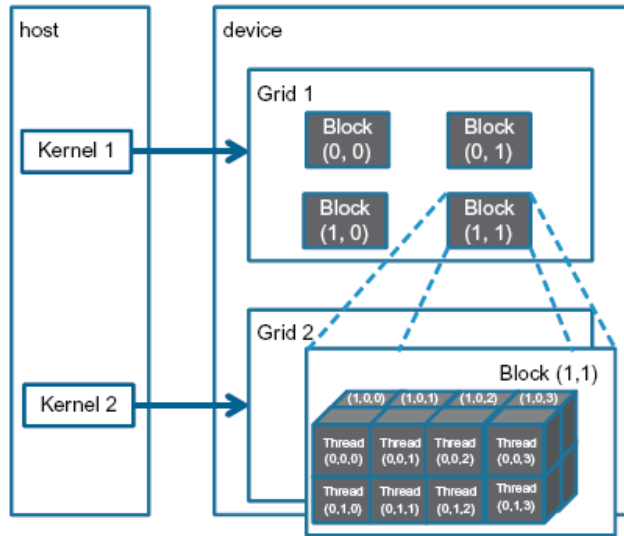 host
device
Grid 1
Block
(0, 0)
Block
(0, 1)
Kernel 1
Block
(1, 0)
Block
(1, 1)
Grid 2
Block (1,1)
Kernel 2
(1,0,0) (1,0,1) (1,0,2) (1,0,3)
Thread
(0,0,0)
Thread
(0,0,1)
Thread
(0,0,2)
Thread
(0,0,3)
Thread
(0,1,0)
Thread
(0,1,1)
Thread
(0,1,2)
Thread
(0,1,3)